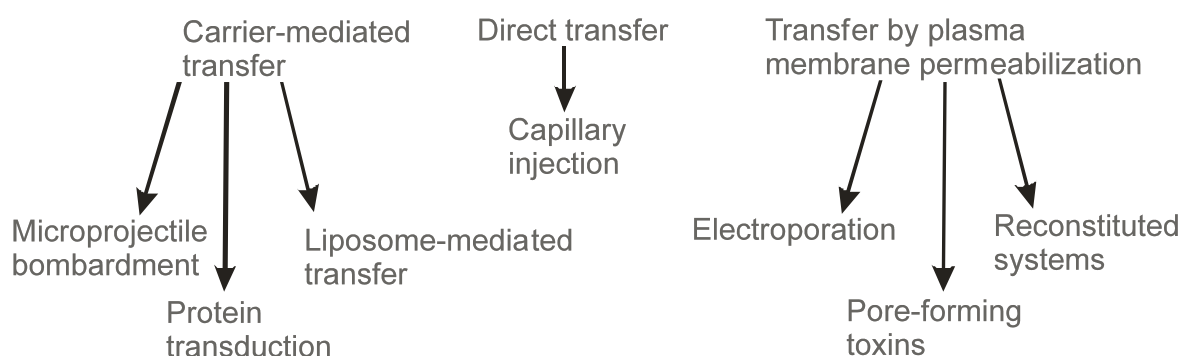 Carrier-mediated
transfer
Direct transfer
Transfer by plasma
membrane permeabilization
Capillary
injection
Microprojectile
bombardment
Liposome-mediated
transfer
Protein
transduction
Electroporation
Reconstituted
systems
Pore-forming
toxins